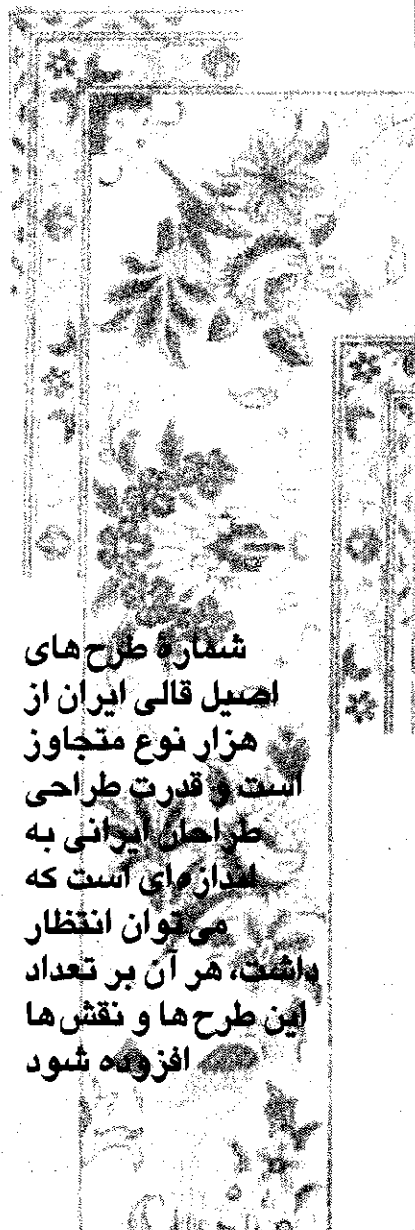 شمارۀ طرح‌های
اصیل قالی ایران از
هزار نوع متجاوز
است و قدرت طراحی
طراحان ایرانی به
اندازه‌ای است که
می‌توان انتظار
داشت، هر آن بر تعداد
این طرح‌ها و نقش‌ها
افزوده شود